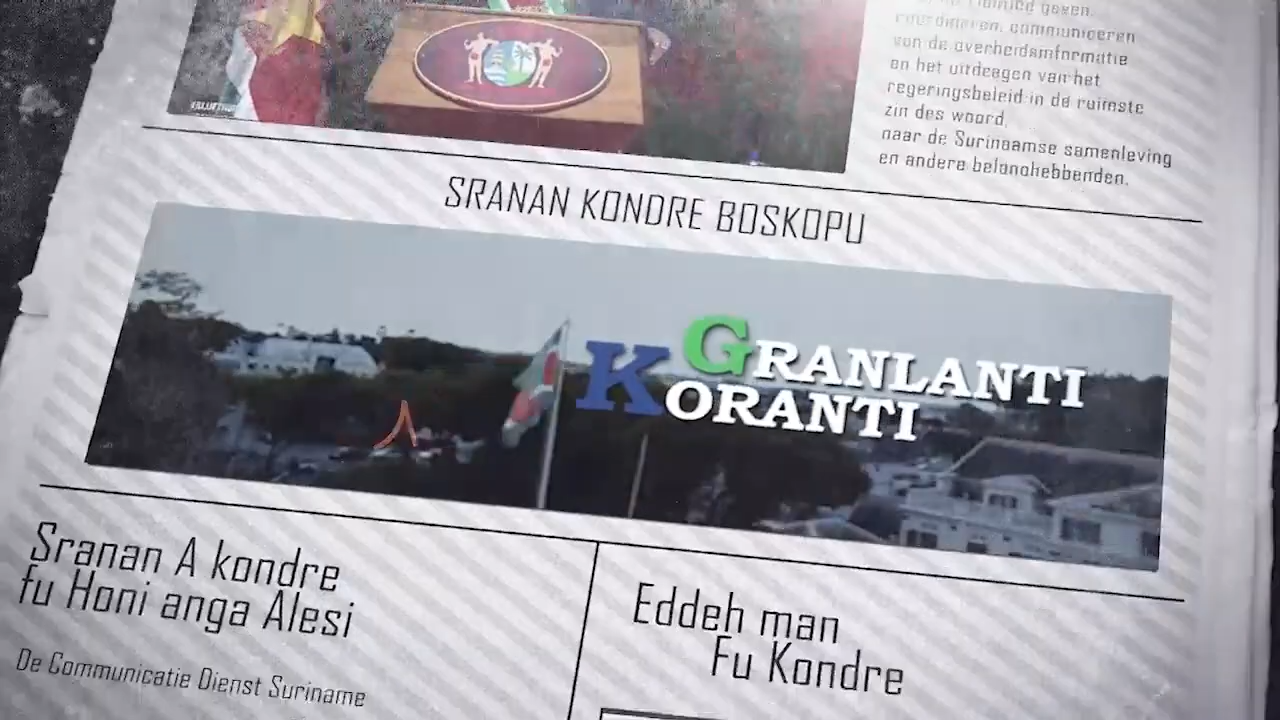 coordineren, communiceren
van de overheidsinformatie
en het uitdragen van het
regeringsbeleid in de ruimste
zin des woord,
naar de Surinaamse samenleving
en andere belanghebbenden.
SRANAN KONDRE BOSKOPU
GRANLANTI
KORANTI
Sranan A kondre
fu Honi anga Alesi
De Communicatie Dienst Suriname
Eddeh man
Fu Kondre